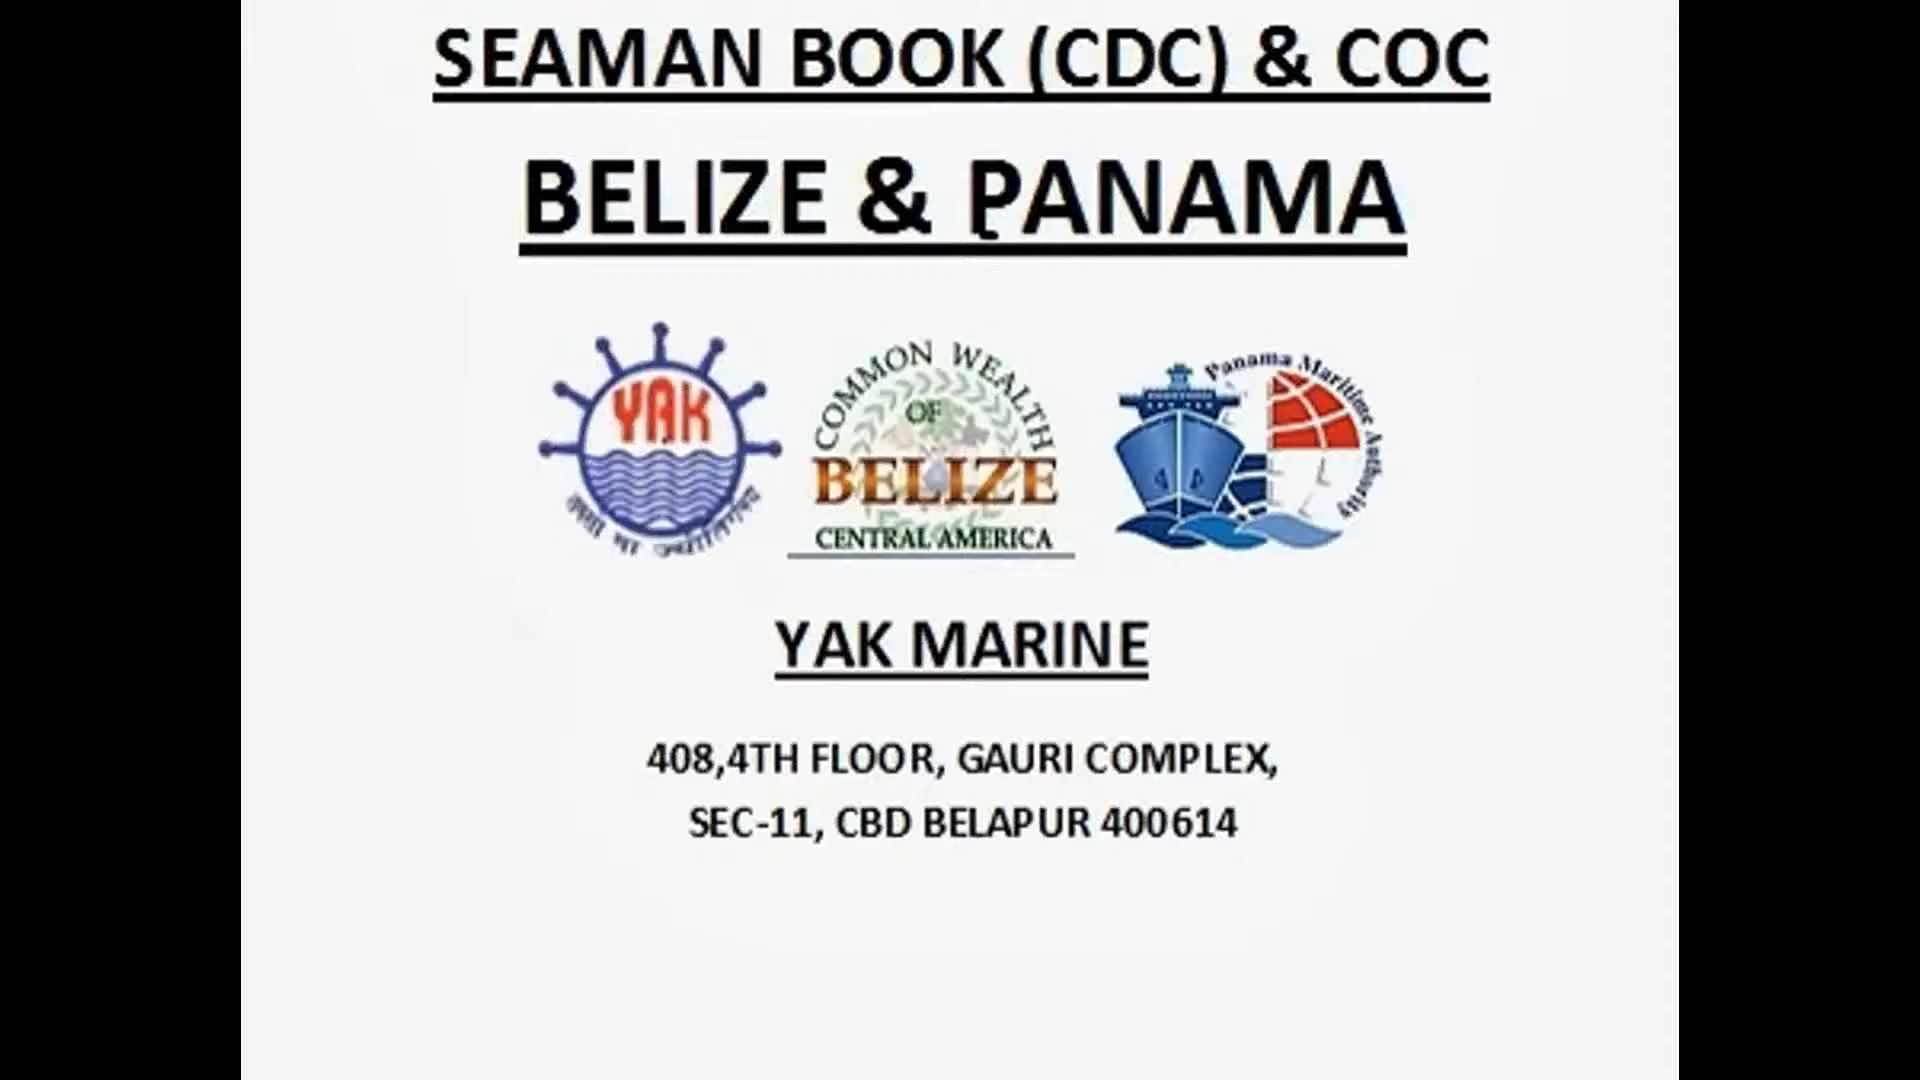 SEAMAN BOOK (CDC) & COC
BELIZE & PANAMA
YAK
COMMON WEALTH
OF
BELIZE
CENTRAL AMERICA
Panama Maritime Authority
YAK MARINE
408,4TH FLOOR, GAURI COMPLEX,
SEC-11, CBD BELAPUR 400614